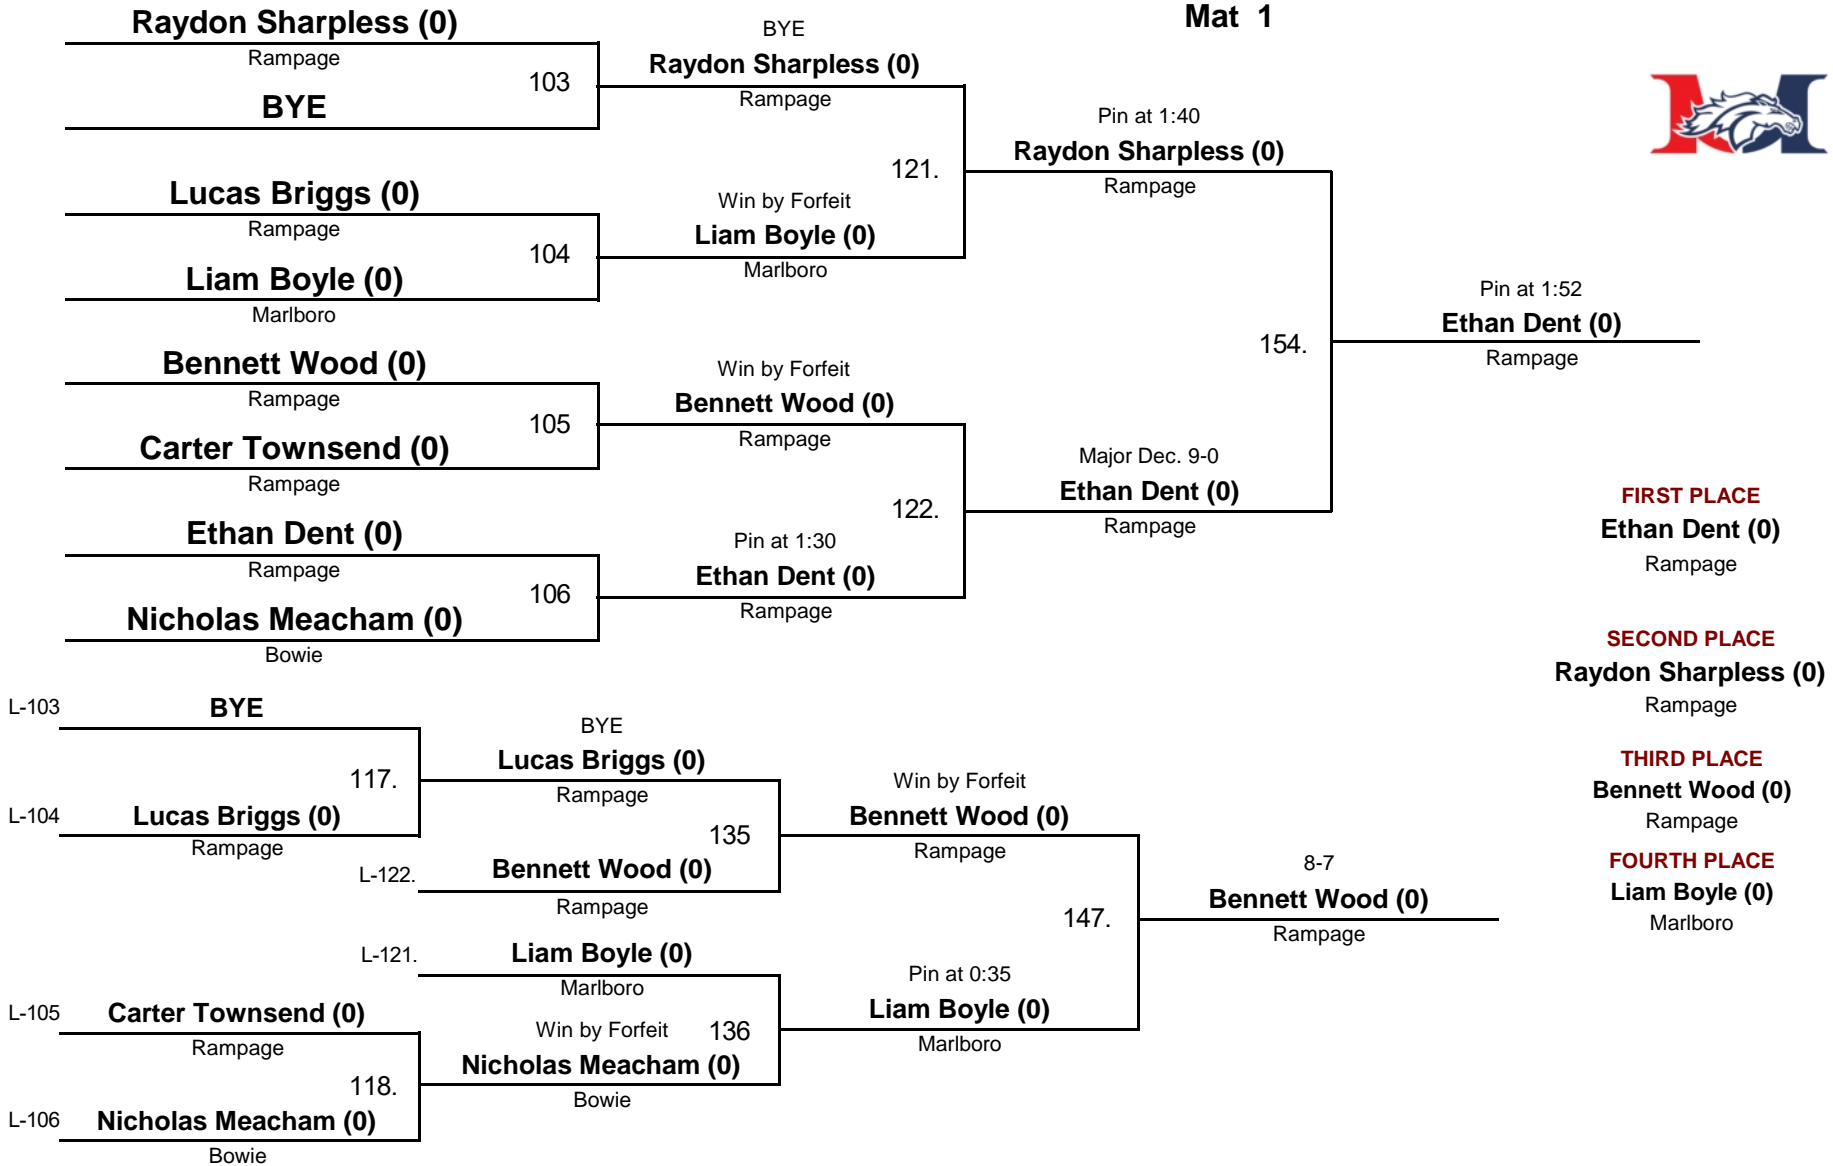 Mat 1
Raydon Sharpless (0)
Rampage
103
BYE
Lucas Briggs (0)
Rampage
104
Liam Boyle (0)
Marlboro
Bennett Wood (0)
Rampage
105
Carter Townsend (0)
Rampage
Ethan Dent (0)
Rampage
106
Nicholas Meacham (0)
Bowie
BYE
Raydon Sharpless (0)
Rampage
121.
Win by Forfeit
Liam Boyle (0)
Marlboro
Win by Forfeit
Bennett Wood (0)
Rampage
122.
Pin at 1:30
Ethan Dent (0)
Rampage
Pin at 1:40
Raydon Sharpless (0)
Rampage
154.
Major Dec. 9-0
Ethan Dent (0)
Rampage
Pin at 1:52
Ethan Dent (0)
Rampage
L-103
BYE
117.
L-104
Lucas Briggs (0)
Rampage
BYE
Lucas Briggs (0)
Rampage
135
L-122.
Bennett Wood (0)
Rampage
L-121.
Liam Boyle (0)
Marlboro
L-105
Carter Townsend (0)
Rampage
118.
L-106
Nicholas Meacham (0)
Bowie
Win by Forfeit
136
Nicholas Meacham (0)
Bowie
Win by Forfeit
Bennett Wood (0)
Rampage
147.
Pin at 0:35
Liam Boyle (0)
Marlboro
8-7
Bennett Wood (0)
Rampage
FIRST PLACE
Ethan Dent (0)
Rampage
SECOND PLACE
Raydon Sharpless (0)
Rampage
THIRD PLACE
Bennett Wood (0)
Rampage
FOURTH PLACE
Liam Boyle (0)
Marlboro
M